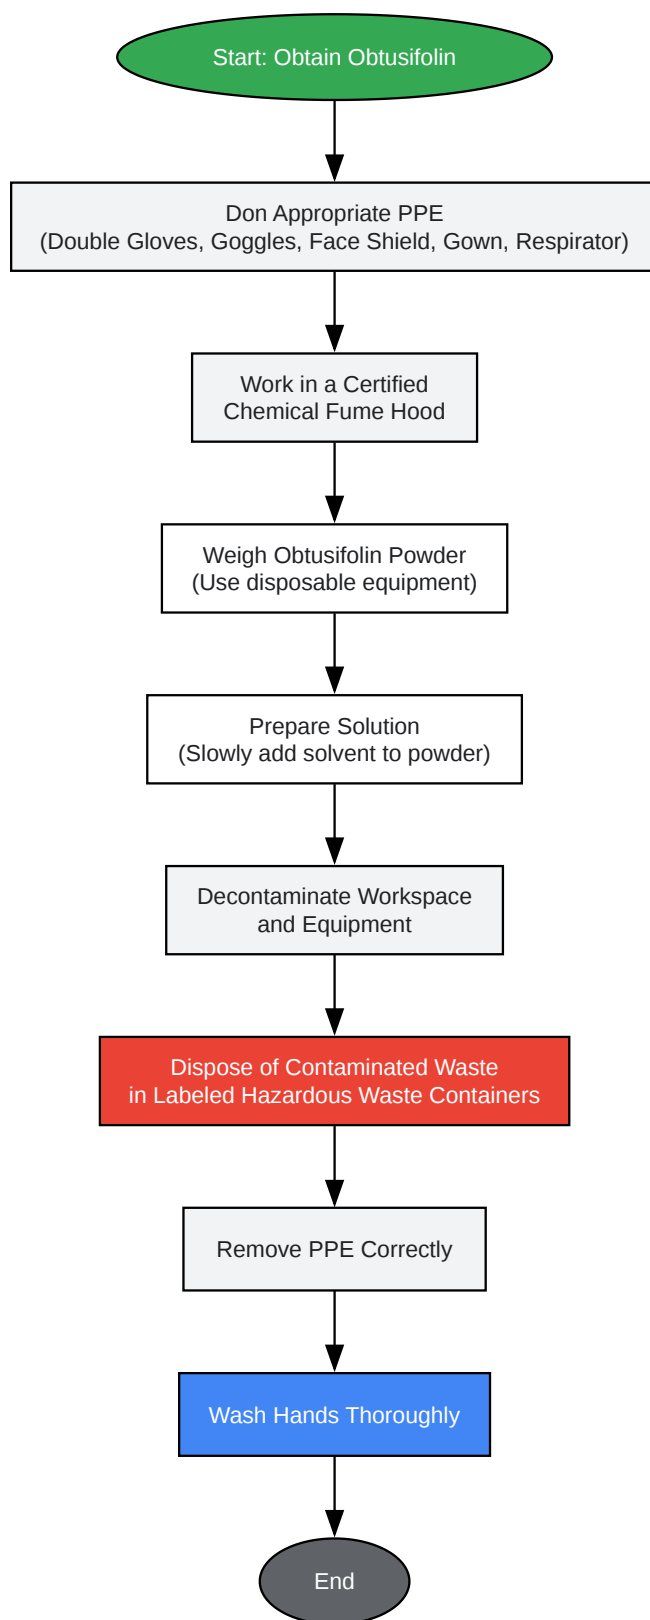 Start: Obtain Obtusifolin
Don Appropriate PPE
(Double Gloves, Goggles, Face Shield, Gown, Respirator)
Work in a Certified
Chemical Fume Hood
Weigh Obtusifolin Powder
(Use disposable equipment)
Prepare Solution
(Slowly add solvent to powder)
Decontaminate Workspace
and Equipment
Dispose of Contaminated Waste
in Labeled Hazardous Waste Containers
Remove PPE Correctly
Wash Hands Thoroughly
End